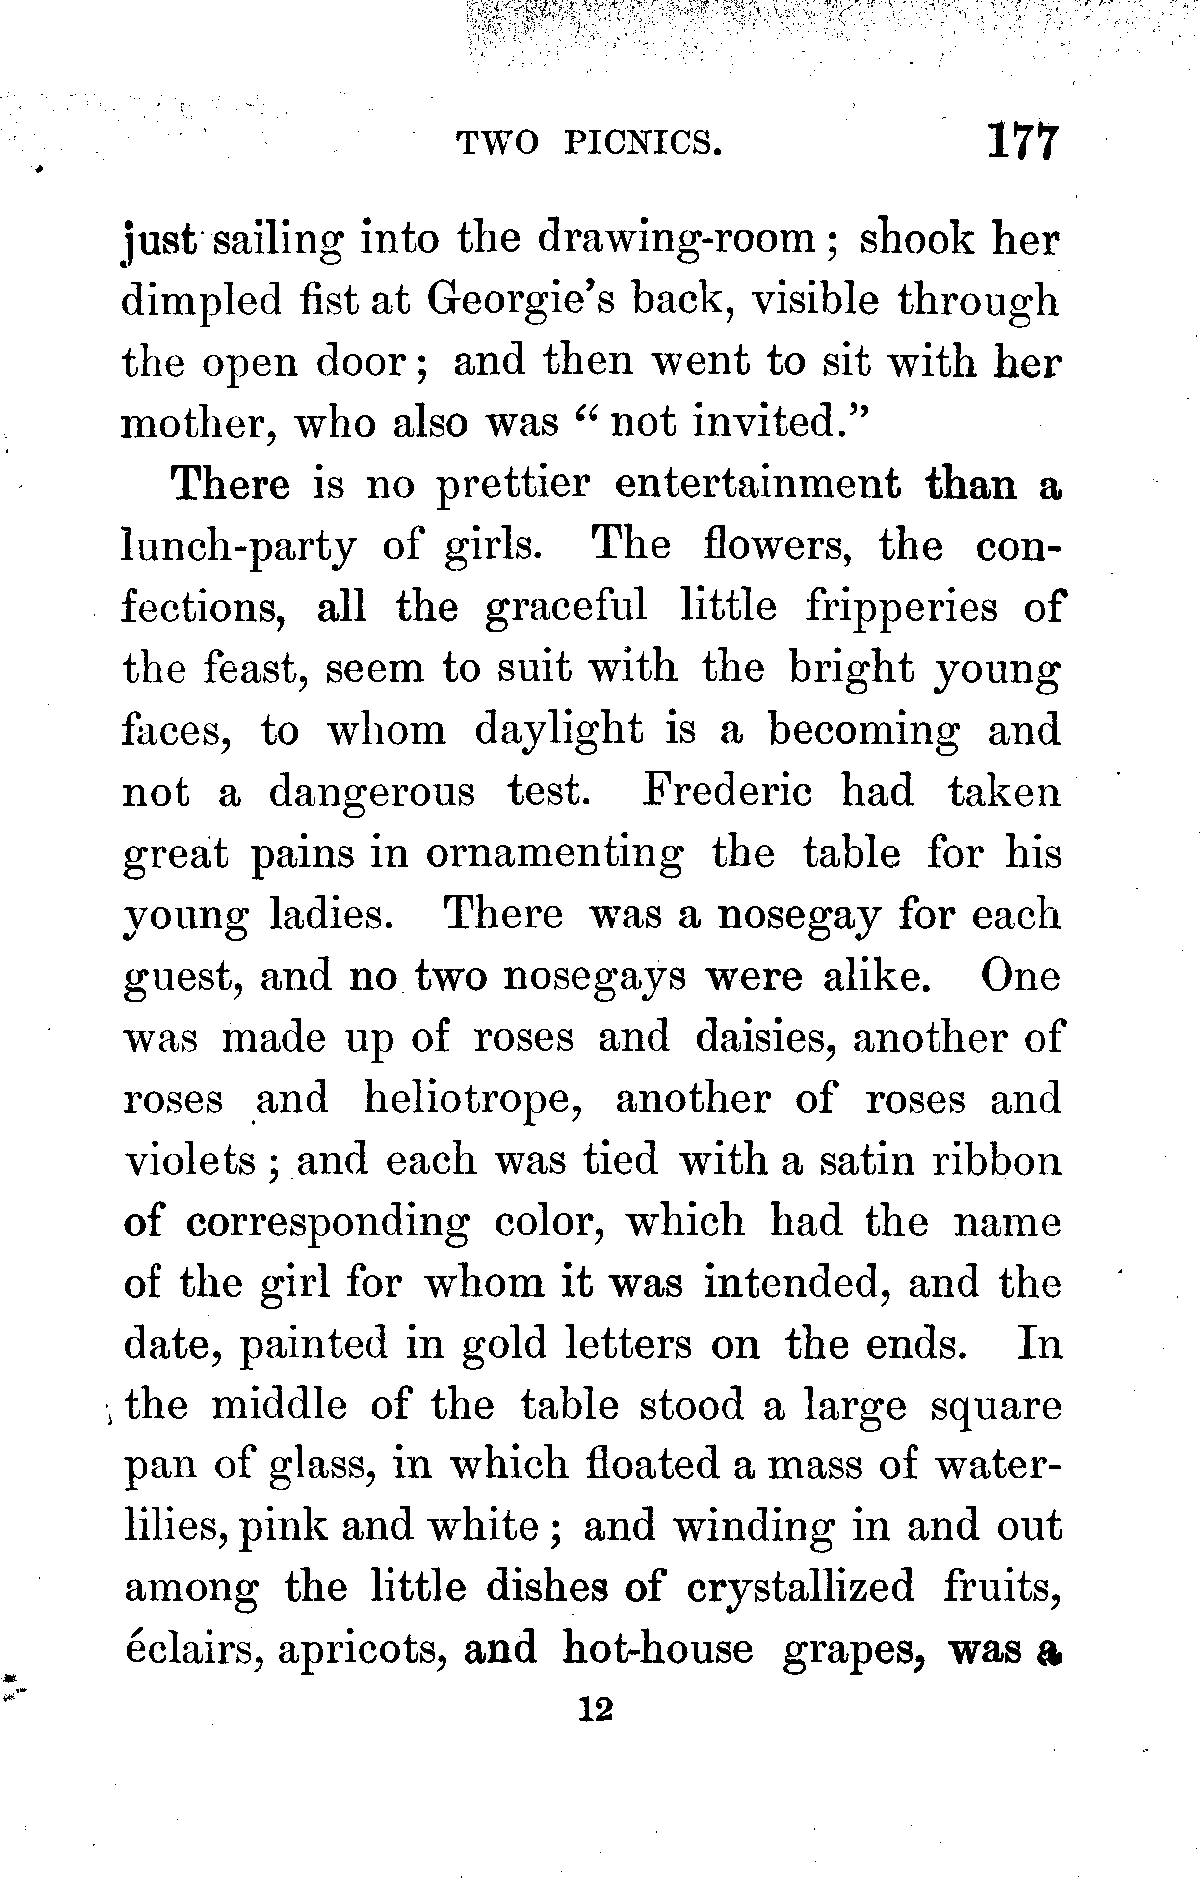 TWO PICNICS. 177
just sailing into the drawing-room ; shook her
dimpled fist at Georgie's back, visible through
the open door ; and then went to sit with her
mother, who also was “ not invited.”
There is no prettier entertainment than a
lunch-party of girls. The flowers, the con-
fections, all the graceful little fripperies of
the feast, seem to suit with the bright young
faces, to whom daylight is a becoming and
not a dangerous test. Frederic had taken
great pains in ornamenting the table for his
young ladies. There was a nosegay for each
guest, and no two nosegays were alike. One
was made up of roses and daisies, another of
roses and heliotrope, another of roses and
violets ; and each was tied with a satin ribbon
of corresponding color, which had the name
of the girl for whom it was intended, and the
date, painted in gold letters on the ends. In
the middle of the table stood a large square
pan of glass, in which floated a mass of water-
lilies, pink and white ; and winding in and out
among the little dishes of crystallized fruits,
éclairs, apricots, and hot-house grapes, was a
12